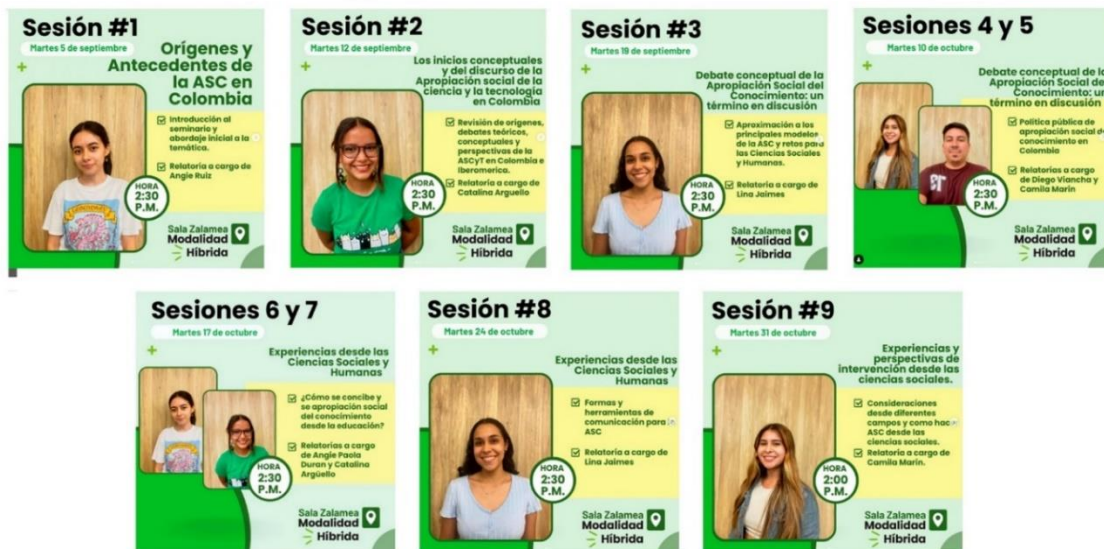 Sesión #1
Martes 5 de septiembre
Orígenes y
Antecedentes de
la ASC en
Colombia
Introducción al
seminario y
abordaje inicial a la
temática.
Relatoría a cargo de
Angie Ruiz
HORA
2:30
P.M.
Sala Zalamea
Modalidad
Híbrida
Sesión #2
Martes 12 de septiembre
Los inicios conceptuales
y del discurso de la
Apropiación social de la
ciencia y la tecnología
en Colombia
Revisión de orígenes,
debates teóricos,
conceptuales y
perspectivas de la
ASCyT en Colombia e
Iberomerica.
Relatoría a cargo de
Catalina Arguello
HORA
2:30
P.M.
Sala Zalamea
Modalidad
Híbrida
Sesión #3
Martes 19 de septiembre
Debate conceptual de la
Apropiación Social del
Conocimiento: un
término en discusión
Aproximación a los
principales modelos
de la ASC y retos para
las Ciencias Sociales
y Humanas.
Relatoría a cargo de
Lina Jaimes
HORA
2:30
P.M.
Sala Zalamea
Modalidad
Híbrida
Sesiones 4 y 5
Martes 10 de octubre
Debate conceptual de la
Apropiación Social del
Conocimiento: un
término en discusión
Política pública de
apropiación social de
conocimiento en
Colombia
Relatorías a cargo
de Diego Viancha y
Camila Marín
HORA
2:30
P.M.
Sala Zalamea
Modalidad
Híbrida
Sesiones 6 y 7
Martes 17 de octubre
Experiencias desde las
Ciencias Sociales y
Humanas
¿Cómo se concibe y
se apropiación social
del conocimiento
desde la educación?
Relatorías a cargo
de Angie Paola
Duran y Catalina
Argüello
HORA
2:30
P.M.
Sala Zalamea
Modalidad
Híbrida
Sesión #8
Martes 24 de octubre
Experiencias desde las
Ciencias Sociales y
Humanas
Formas y
herramientas de
comunicación para
ASC
Relatoría a cargo
de Lina Jaimes
HORA
2:30
P.M.
Sala Zalamea
Modalidad
Híbrida
Sesión #9
Martes 31 de octubre
Experiencias y
perspectivas de
intervención desde las
ciencias sociales.
Consideraciones
desde diferentes
campos y como hac
ASC desde las
ciencias sociales.
Relatoría a cargo de
Camila Marín.
HORA
2:00
P.M.
Sala Zalamea
Modalidad
Híbrida